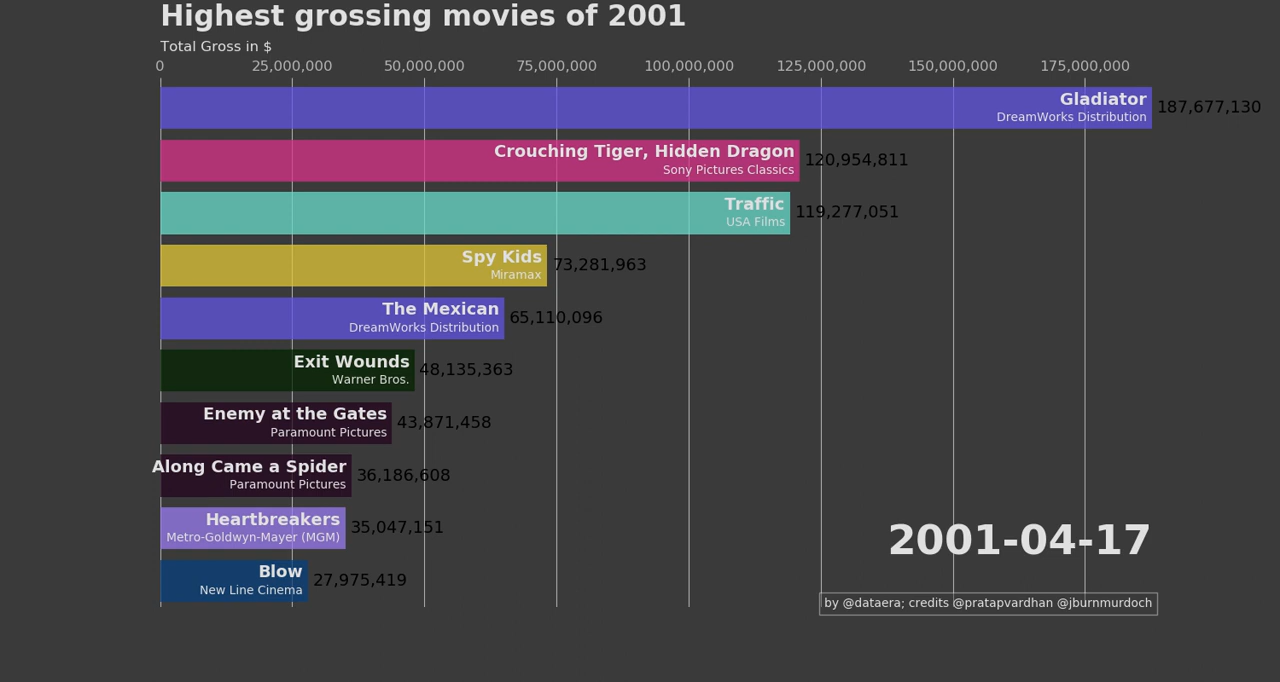 Highest grossing movies of 2001
Total Gross in $
0 25,000,000 50,000,000 75,000,000 100,000,000 125,000,000 150,000,000 175,000,000
Gladiator
DreamWorks Distribution
187,677,130
Crouching Tiger, Hidden Dragon
Sony Pictures Classics
120,954,811
Traffic
USA Films
119,277,051
Spy Kids
Miramax
73,281,963
The Mexican
DreamWorks Distribution
65,110,096
Exit Wounds
Warner Bros.
48,135,363
Enemy at the Gates
Paramount Pictures
43,871,458
Along Came a Spider
Paramount Pictures
36,186,608
Heartbreakers
Metro-Goldwyn-Mayer (MGM)
35,047,151
Blow
New Line Cinema
27,975,419
2001-04-17
by @dataera; credits @pratapvardhan @jburnmurdoch